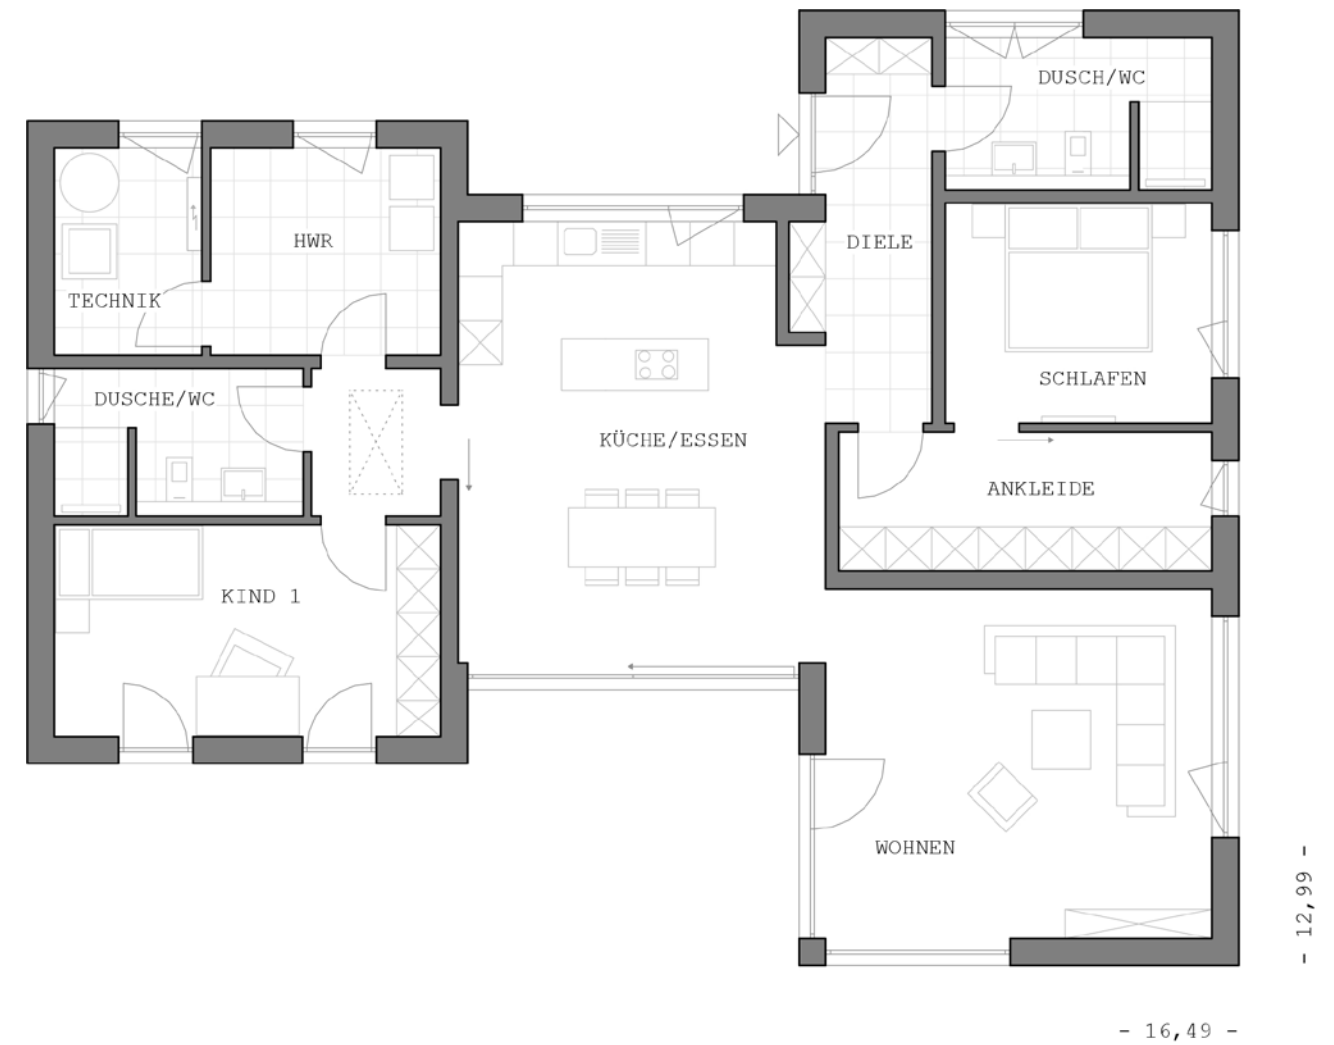 DUSCH/WC
HWR
DIELE
TECHNIK
SCHLAFEN
DUSCHE/WC
KÜCHE/ESSEN
ANKLEIDE
KIND 1
WOHNEN
- 12,99 -
- 16,49 -